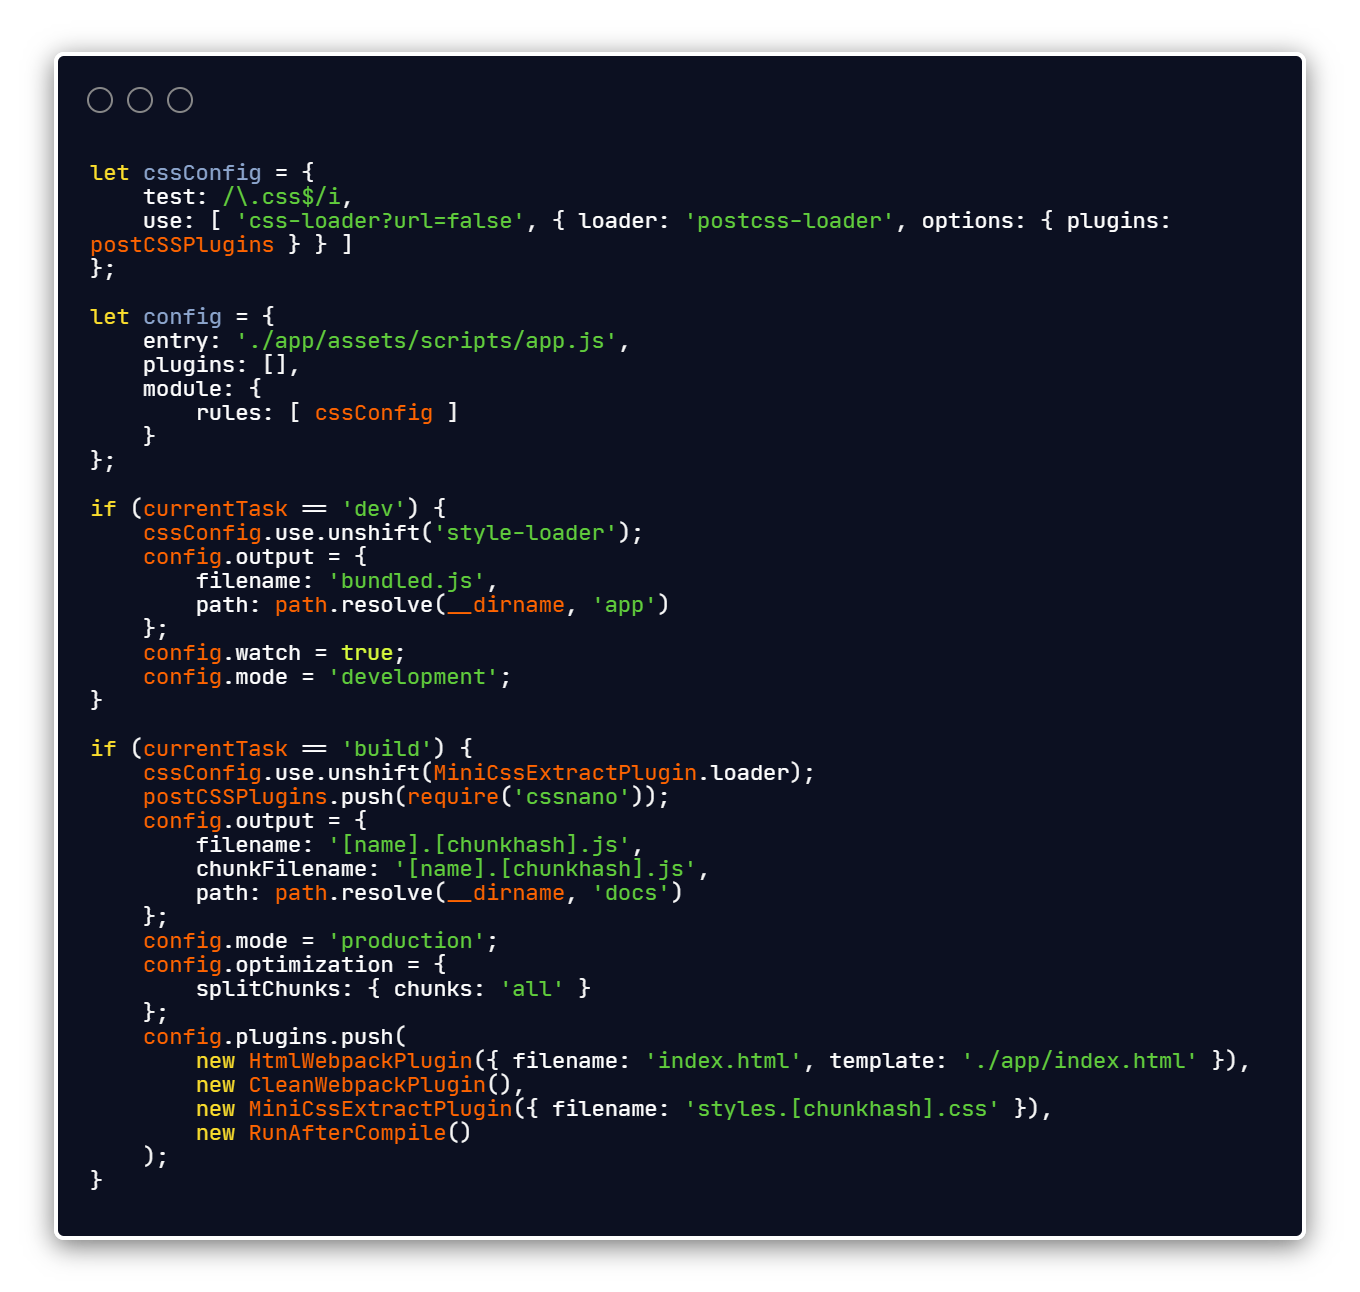 let cssConfig = {
    test: /\.css$/i,
    use: [ 'css-loader?url=false', { loader: 'postcss-loader', options: { plugins:
postCSSPlugins } } ]
};

let config = {
    entry: './app/assets/scripts/app.js',
    plugins: [],
    module: {
        rules: [ cssConfig ]
    }
};

if (currentTask == 'dev') {
    cssConfig.use.unshift('style-loader');
    config.output = {
        filename: 'bundled.js',
        path: path.resolve(__dirname, 'app')
    };
    config.watch = true;
    config.mode = 'development';
}

if (currentTask == 'build') {
    cssConfig.use.unshift(MiniCssExtractPlugin.loader);
    postCSSPlugins.push(require('cssnano'));
    config.output = {
        filename: '[name].[chunkhash].js',
        chunkFilename: '[name].[chunkhash].js',
        path: path.resolve(__dirname, 'docs')
    };
    config.mode = 'production';
    config.optimization = {
        splitChunks: { chunks: 'all' }
    };
    config.plugins.push(
        new HtmlWebpackPlugin({ filename: 'index.html', template: './app/index.html' }),
        new CleanWebpackPlugin(),
        new MiniCssExtractPlugin({ filename: 'styles.[chunkhash].css' }),
        new RunAfterCompile()
    );
}